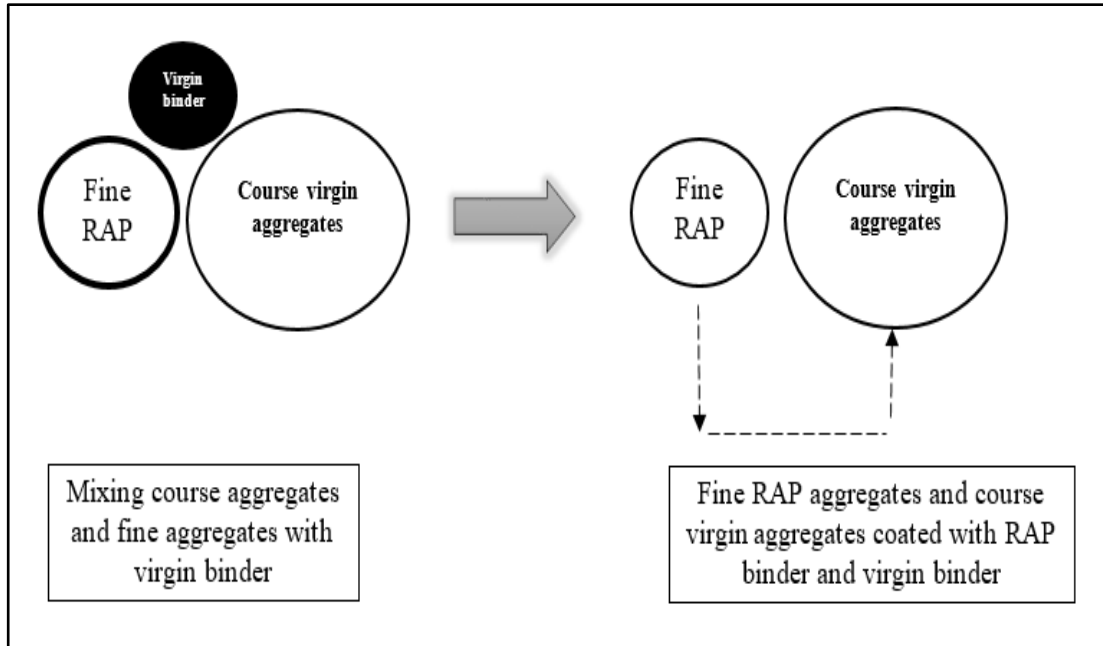 Virgin
binder
Fine
RAP
Course virgin
aggregates
Fine
RAP
Course virgin
aggregates
Mixing course aggregates
and fine aggregates with
virgin binder
Fine RAP aggregates and course
virgin aggregates coated with RAP
binder and virgin binder